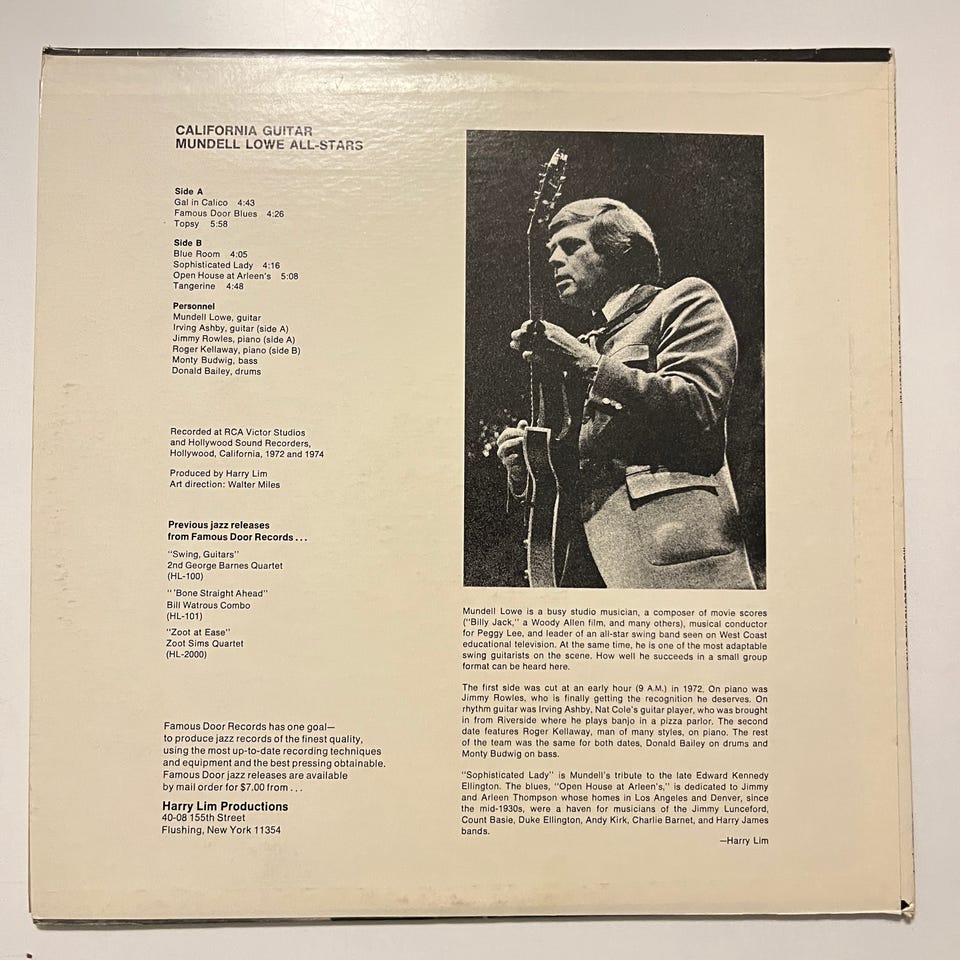 CALIFORNIA GUITAR
MUNDELL LOWE ALL-STARS
Side A
Gal in Calico 4:43
Famous Door Blues 4:26
Topsy 5:58
Side B
Blue Room 4:05
Sophisticated Lady 4:16
Open House at Arleen's 5:08
Tangerine 4:48
Personnel
Mundell Lowe, guitar
Irving Ashby, guitar (side A)
Jimmy Rowles, piano (side A)
Roger Kellaway, piano (side B)
Monty Budwig, bass
Donald Bailey, drums
Recorded at RCA Victor Studios
and Hollywood Sound Recorders,
Hollywood, California, 1972 and 1974
Produced by Harry Lim
Art direction: Walter Miles
Previous jazz releases
from Famous Door Records . . .
"Swing, Guitars"
2nd George Barnes Quartet
(HL-100)
"'Bone Straight Ahead"
Bill Watrous Combo
(HL-101)
"Zoot at Ease"
Zoot Sims Quartet
(HL-2000)
Famous Door Records has one goal—
to produce jazz records of the finest quality,
using the most up-to-date recording techniques
and equipment and the best pressing obtainable.
Famous Door jazz releases are available
by mail order for $7.00 from . . .
Harry Lim Productions
40-08 155th Street
Flushing, New York 11354
Mundell Lowe is a busy studio musician, a composer of movie scores
("Billy Jack," a Woody Allen film, and many others), musical conductor
for Peggy Lee, and leader of an all-star swing band seen on West Coast
educational television. At the same time, he is one of the most adaptable
swing guitarists on the scene. How well he succeeds in a small group
format can be heard here.
The first side was cut at an early hour (9 A.M.) in 1972. On piano was
Jimmy Rowles, who is finally getting the recognition he deserves. On
rhythm guitar was Irving Ashby, Nat Cole's guitar player, who was brought
in from Riverside where he plays banjo in a pizza parlor. The second
date features Roger Kellaway, man of many styles, on piano. The rest
of the team was the same for both dates, Donald Bailey on drums and
Monty Budwig on bass.
"Sophisticated Lady" is Mundell's tribute to the late Edward Kennedy
Ellington. The blues, "Open House at Arleen's," is dedicated to Jimmy
and Arleen Thompson whose homes in Los Angeles and Denver, since
the mid-1930s, were a haven for musicians of the Jimmy Lunceford,
Count Basie, Duke Ellington, Andy Kirk, Charlie Barnet, and Harry James
bands.
—Harry Lim